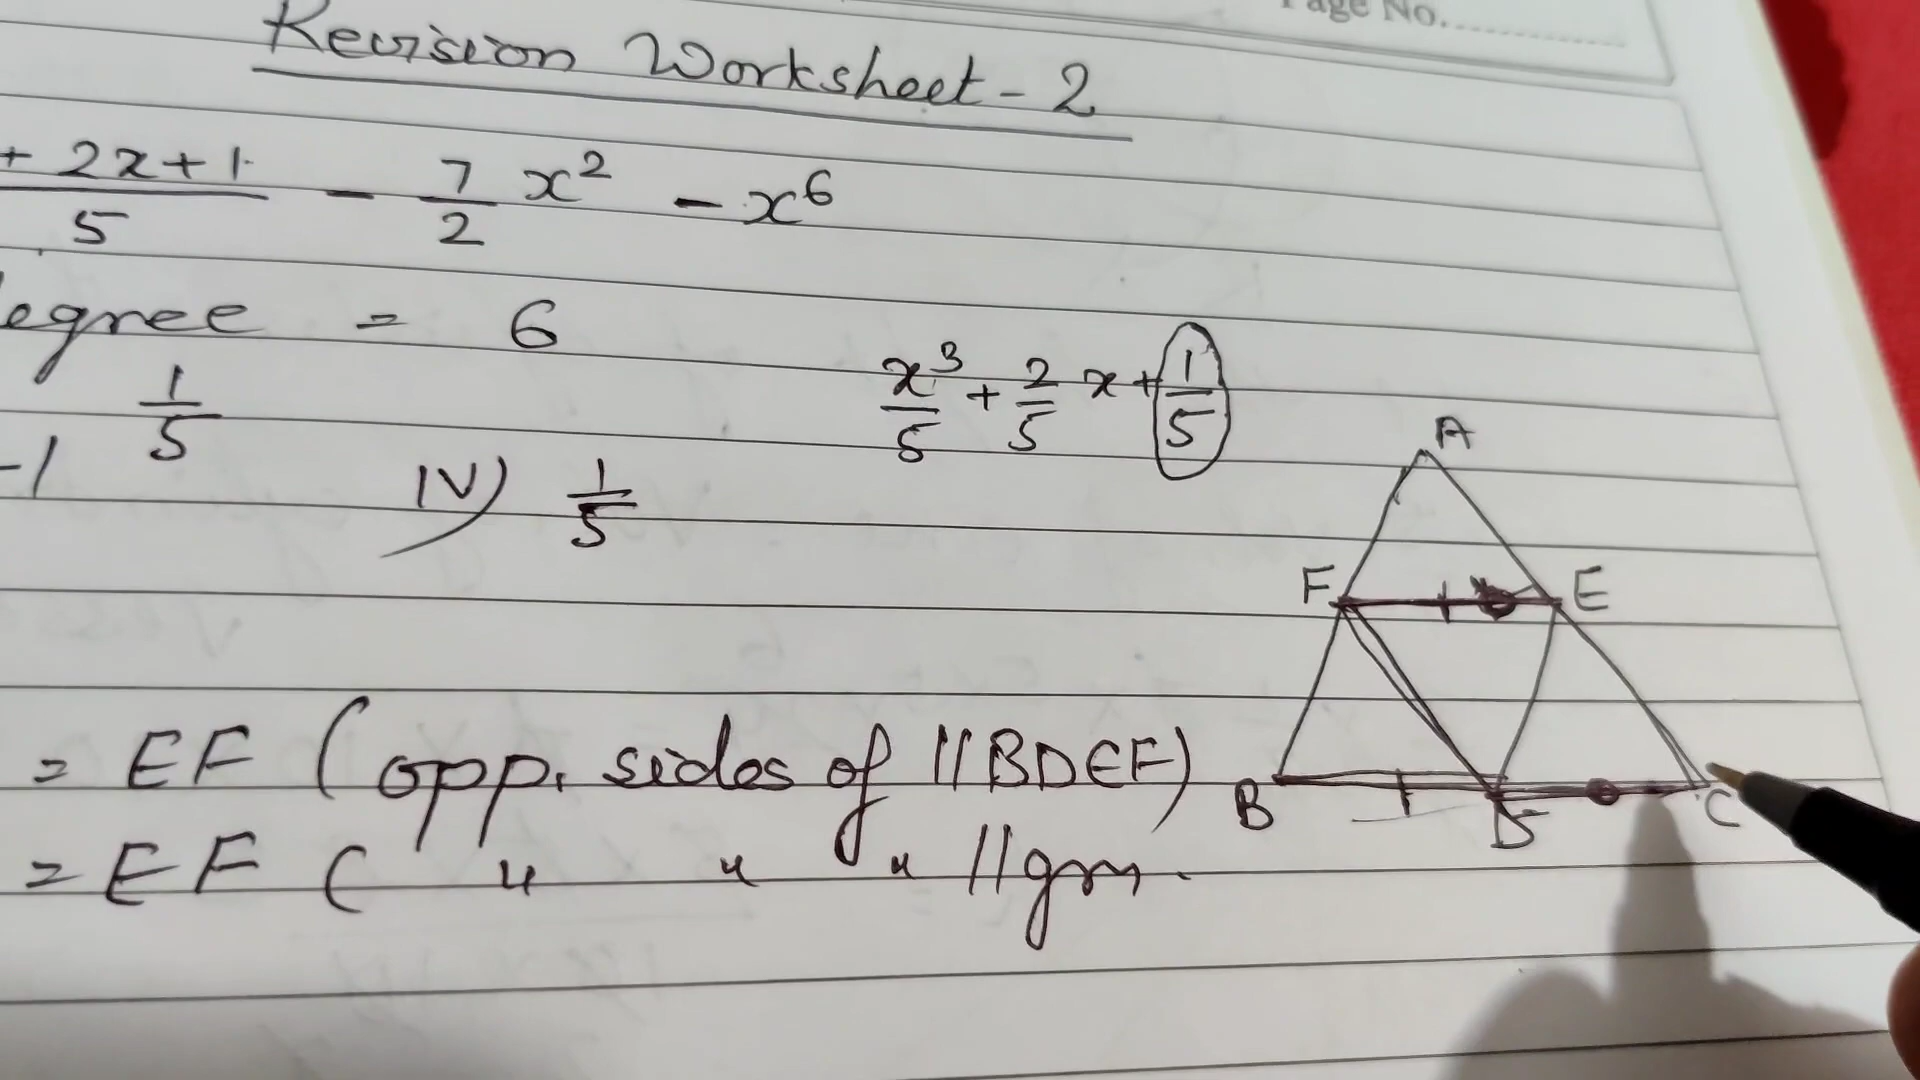 Page No.
Revision Worksheet - 2
+ 2x + 1 / 5 - 7/2 x² - x⁶
egree = 6
1/5
x³/5 + 2/5 x + 1/5
-1
IV) 1/5
A
F E
= EF (opp. sides of ||BDEF)
B D C
= EF ( " " " ||gm.